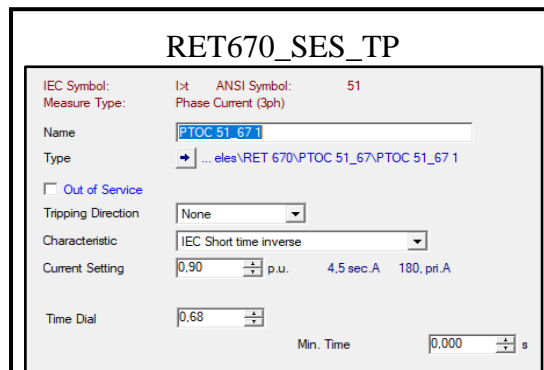 RET670_SES_TP
IEC Symbol: I>t ANSI Symbol: 51
Measure Type: Phase Current (3ph)
Name PTOC 51_67 1
Type ... eles\RET 670\PTOC 51_67\PTOC 51_67 1
Out of Service
Tripping Direction None
Characteristic IEC Short time inverse
Current Setting 0,90 p.u. 4,5 sec.A 180, pri.A
Time Dial 0,68
Min. Time 0,000 s